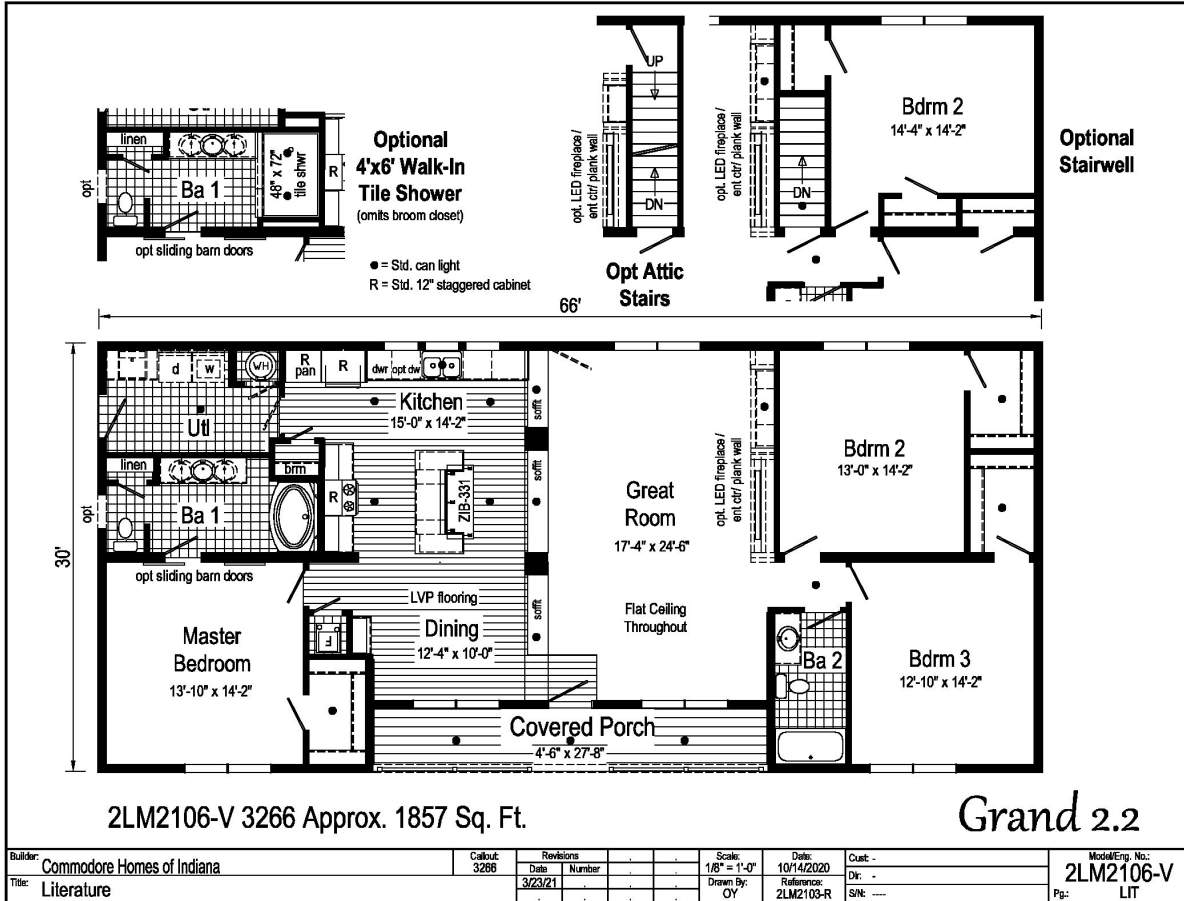 UP
DN
opt. LED fireplace /
ent ctr/ plank wall
opt. LED fireplace /
ent ctr/ plank wall
Bdrm 2
14'-4" x 14'-2"
DN
Optional
Stairwell
Opt Attic
Stairs
linen
opt
Ba 1
48" x 72"
tile shwr
R
opt sliding barn doors
Optional
4'x6' Walk-In
Tile Shower
(omits broom closet)
● = Std. can light
R = Std. 12" staggered cabinet
66'
30'
d
w
WH
R
pan
R
dwr
opt dw
Utl
Kitchen
15'-0" x 14'-2"
soffit
linen
brm
R
ZIB-331
soffit
opt
Ba 1
opt sliding barn doors
Great
Room
17'-4" x 24'-6"
opt. LED fireplace /
ent ctr/ plank wall
Bdrm 2
13'-0" x 14'-2"
Master
Bedroom
13'-10" x 14'-2"
F
LVP flooring
Dining
12'-4" x 10'-0"
soffit
Flat Ceiling
Throughout
Ba 2
Bdrm 3
12'-10" x 14'-2"
Covered Porch
4'-6" x 27'-8"
2LM2106-V 3266 Approx. 1857 Sq. Ft.
Grand 2.2
Builder: Commodore Homes of Indiana
Title: Literature
Callout:
3266
Revisions
Date Number
3/23/21
Scale:
1/8" = 1'-0"
Drawn By:
OY
Date:
10/14/2020
Reference:
2LM2103-R
Cust: -
Dir: -
S/N: ----
Model/Eng. No.:
2LM2106-V
Pg.: LIT